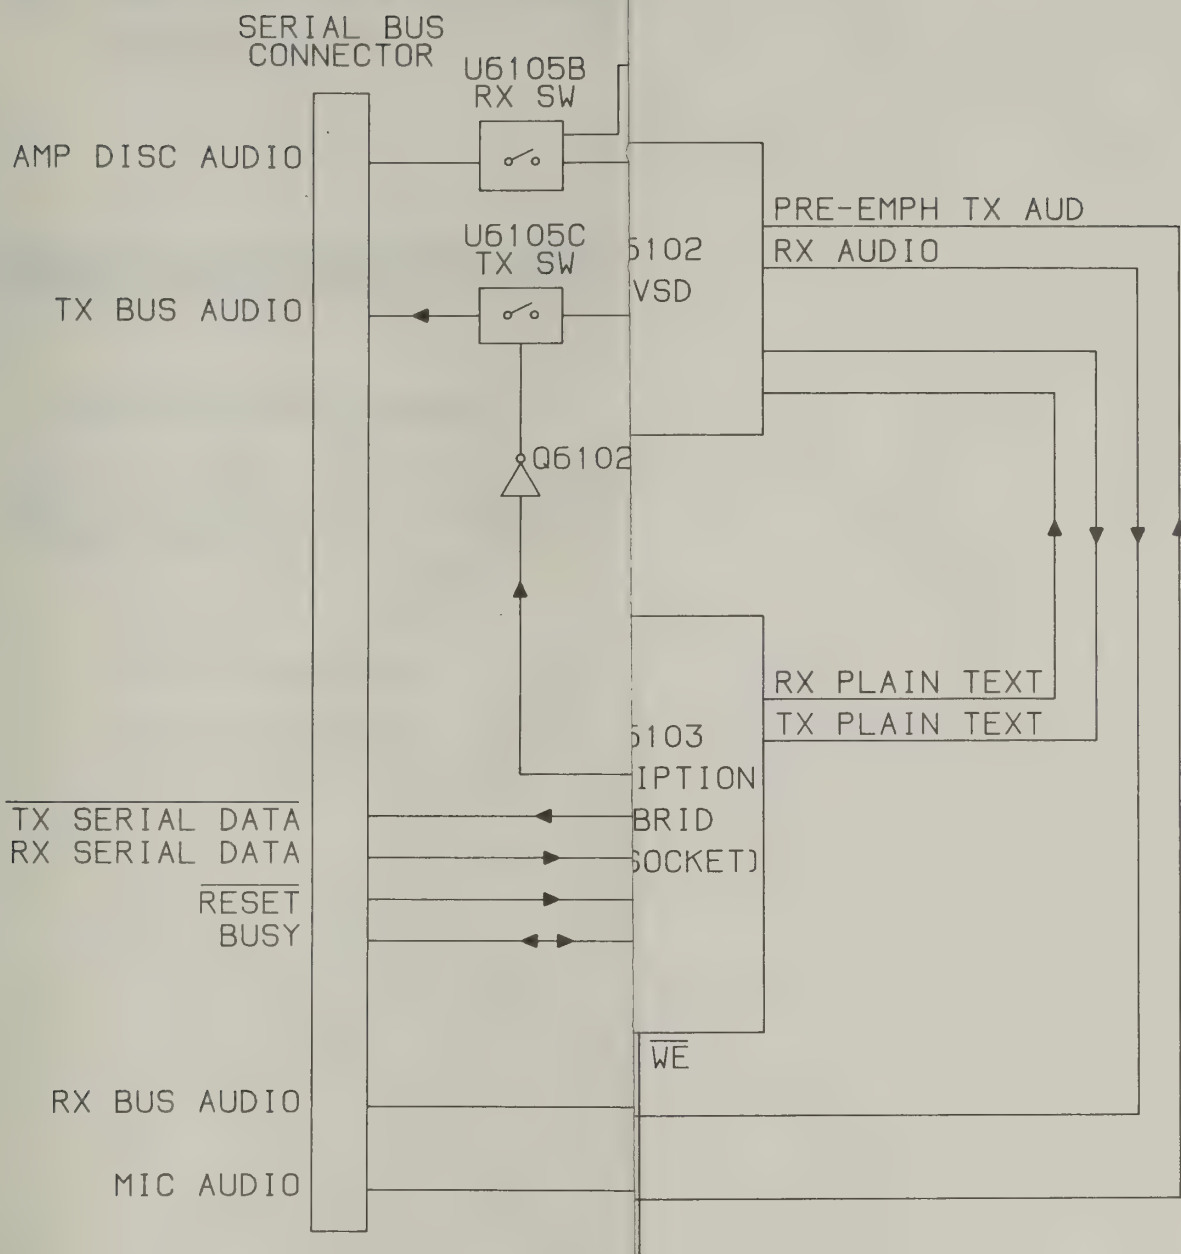 SERIAL BUS
CONNECTOR
U6105B
RX SW
AMP DISC AUDIO
PRE-EMPH TX AUD
U6105C
TX SW
6102
VSD
RX AUDIO
TX BUS AUDIO
Q6102
RX PLAIN TEXT
TX PLAIN TEXT
6103
IPTION
BRID
SOCKET)
TX SERIAL DATA
RX SERIAL DATA
RESET
BUSY
WE
RX BUS AUDIO
MIC AUDIO